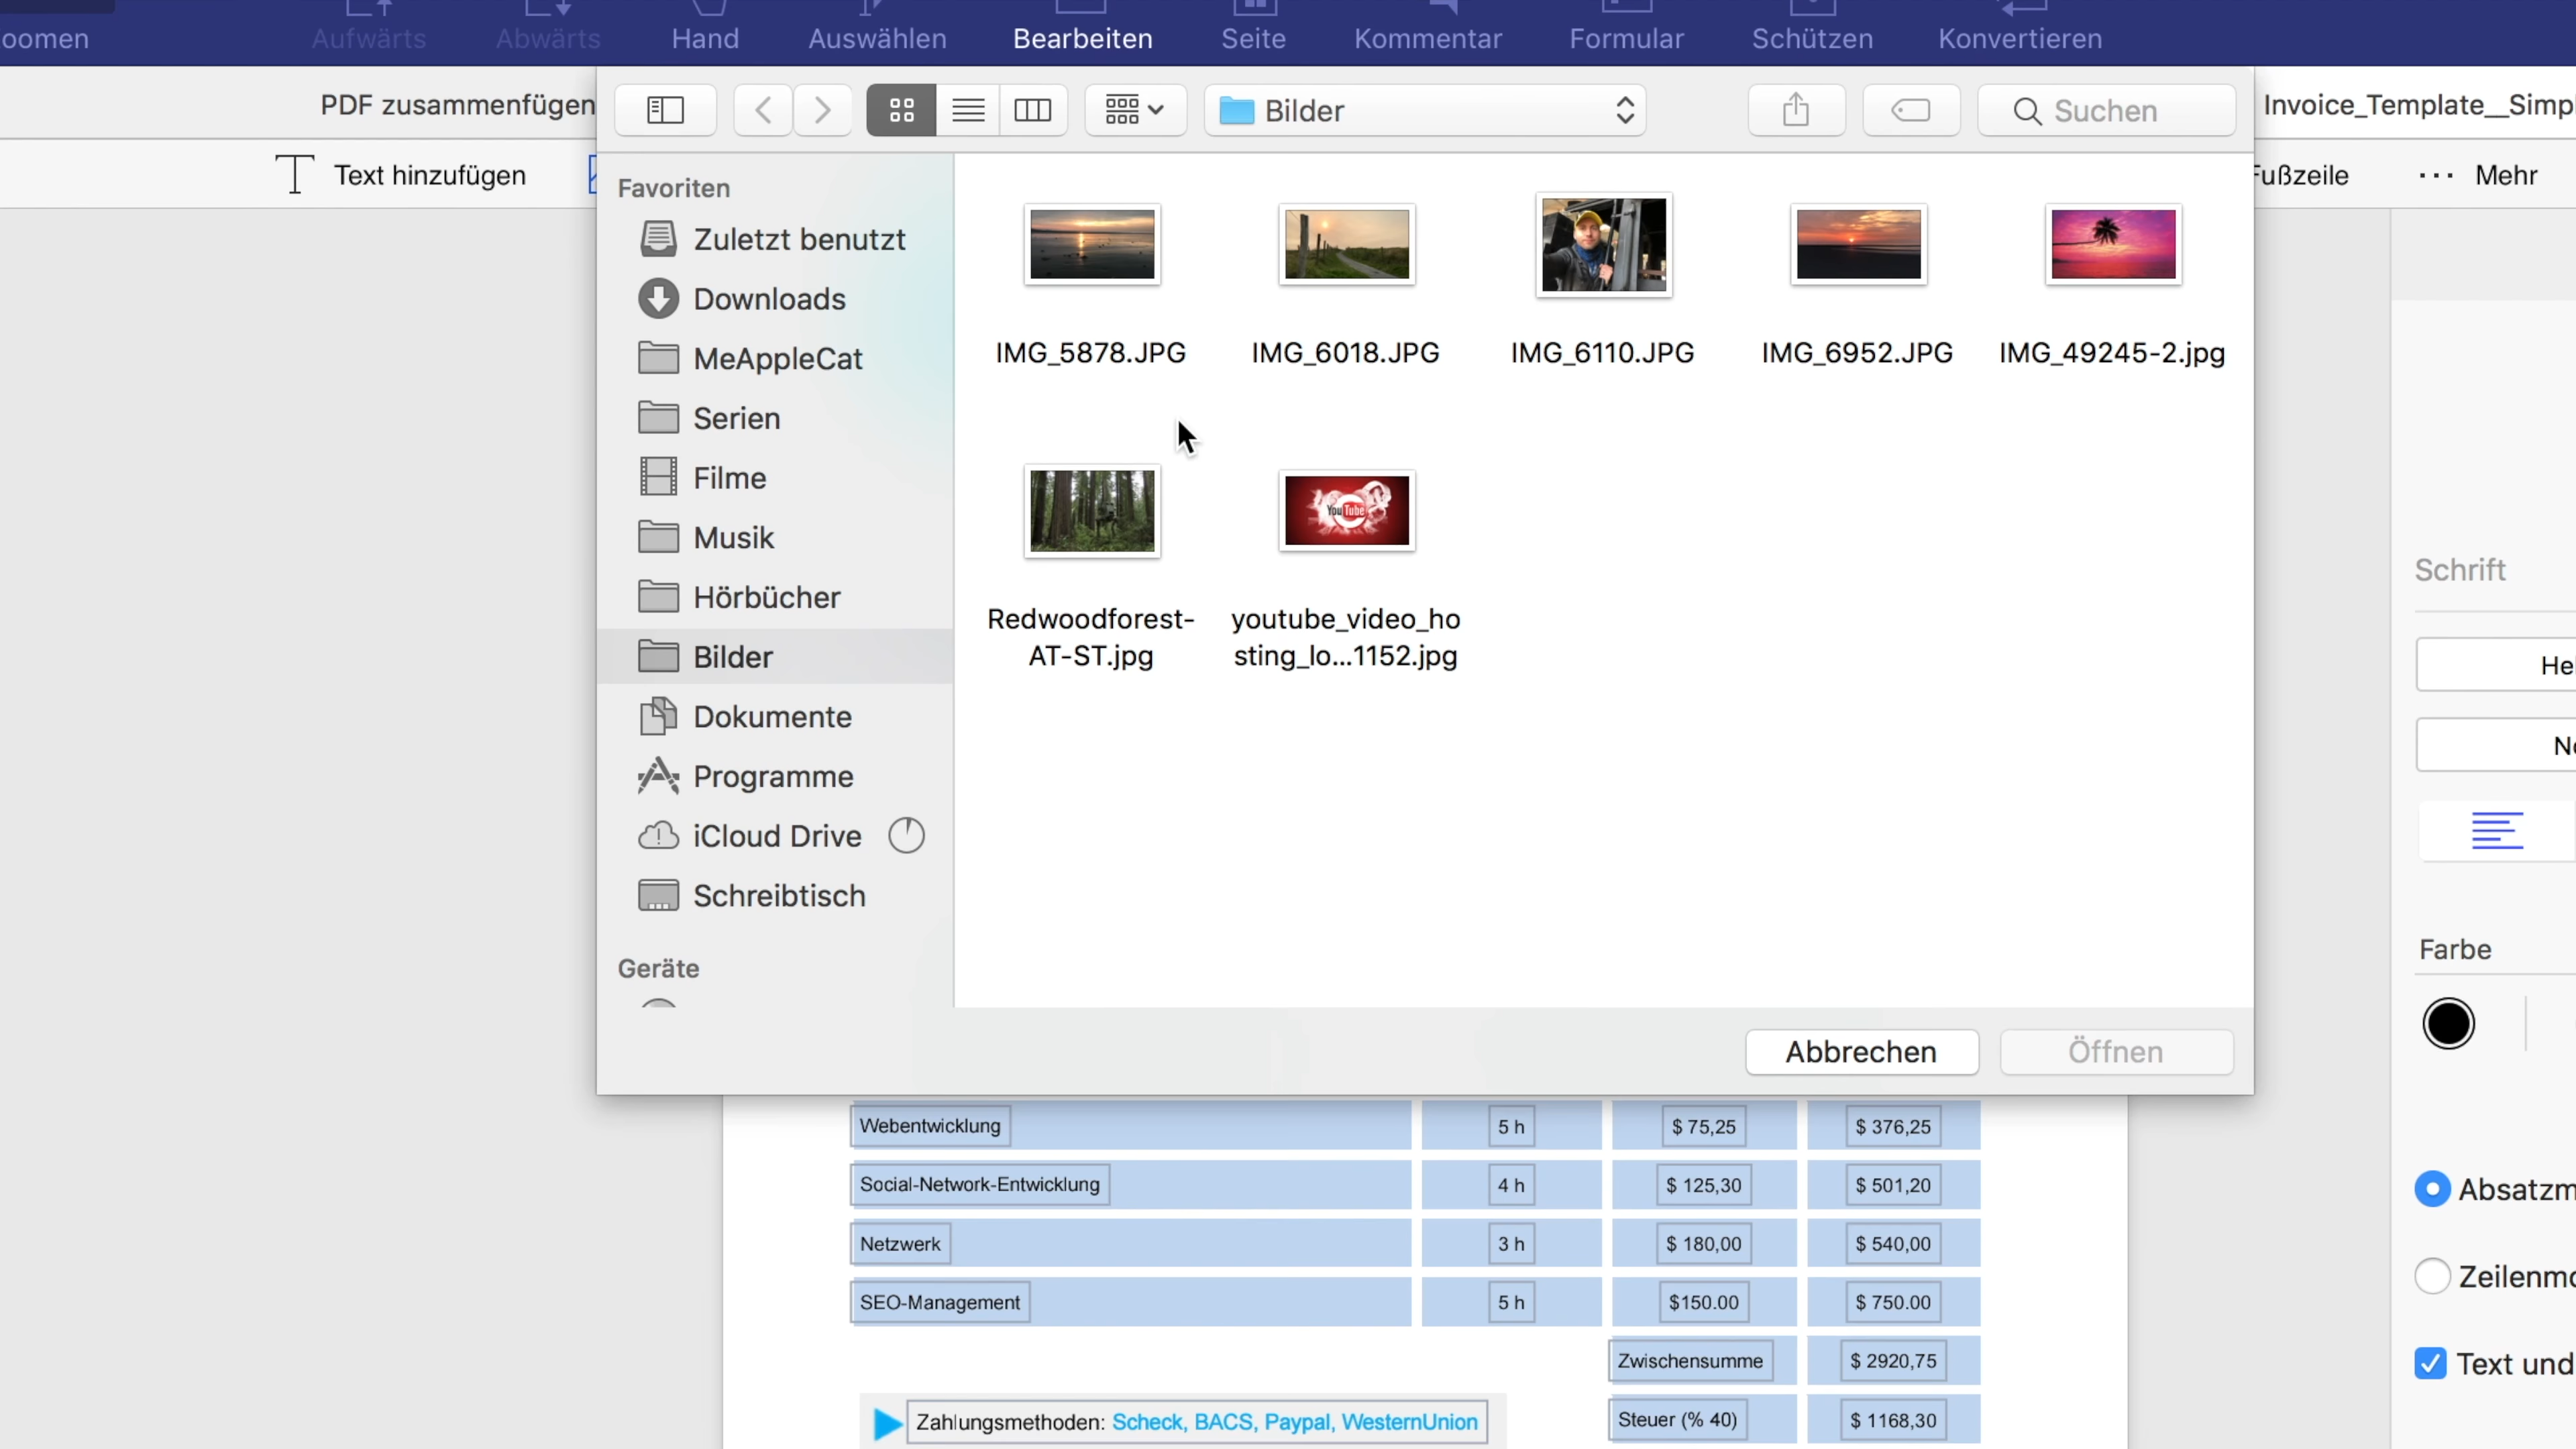 oomen
Aufwärts
Abwärts
Hand
Auswählen
Bearbeiten
Seite
Kommentar
Formular
Schützen
Konvertieren
PDF zusammenfügen
Bilder
Suchen
Invoice_Template__Simp
Text hinzufügen
Fußzeile
Mehr
Favoriten
Zuletzt benutzt
Downloads
MeAppleCat
Serien
Filme
Musik
Hörbücher
Bilder
Dokumente
Programme
iCloud Drive
Schreibtisch
Geräte
IMG_5878.JPG
IMG_6018.JPG
IMG_6110.JPG
IMG_6952.JPG
IMG_49245-2.jpg
YouTube
Redwoodforest-
AT-ST.jpg
youtube_video_ho
sting_lo...1152.jpg
Abbrechen
Öffnen
Schrift
Hel
No
Farbe
Absatzm
Zeilenmo
Text und
Webentwicklung 5 h $ 75,25 $ 376,25
Social-Network-Entwicklung 4 h $ 125,30 $ 501,20
Netzwerk 3 h $ 180,00 $ 540,00
SEO-Management 5 h $150.00 $ 750.00
Zwischensumme $ 2920,75
Zahlungsmethoden: Scheck, BACS, Paypal, WesternUnion
Steuer (% 40) $ 1168,30